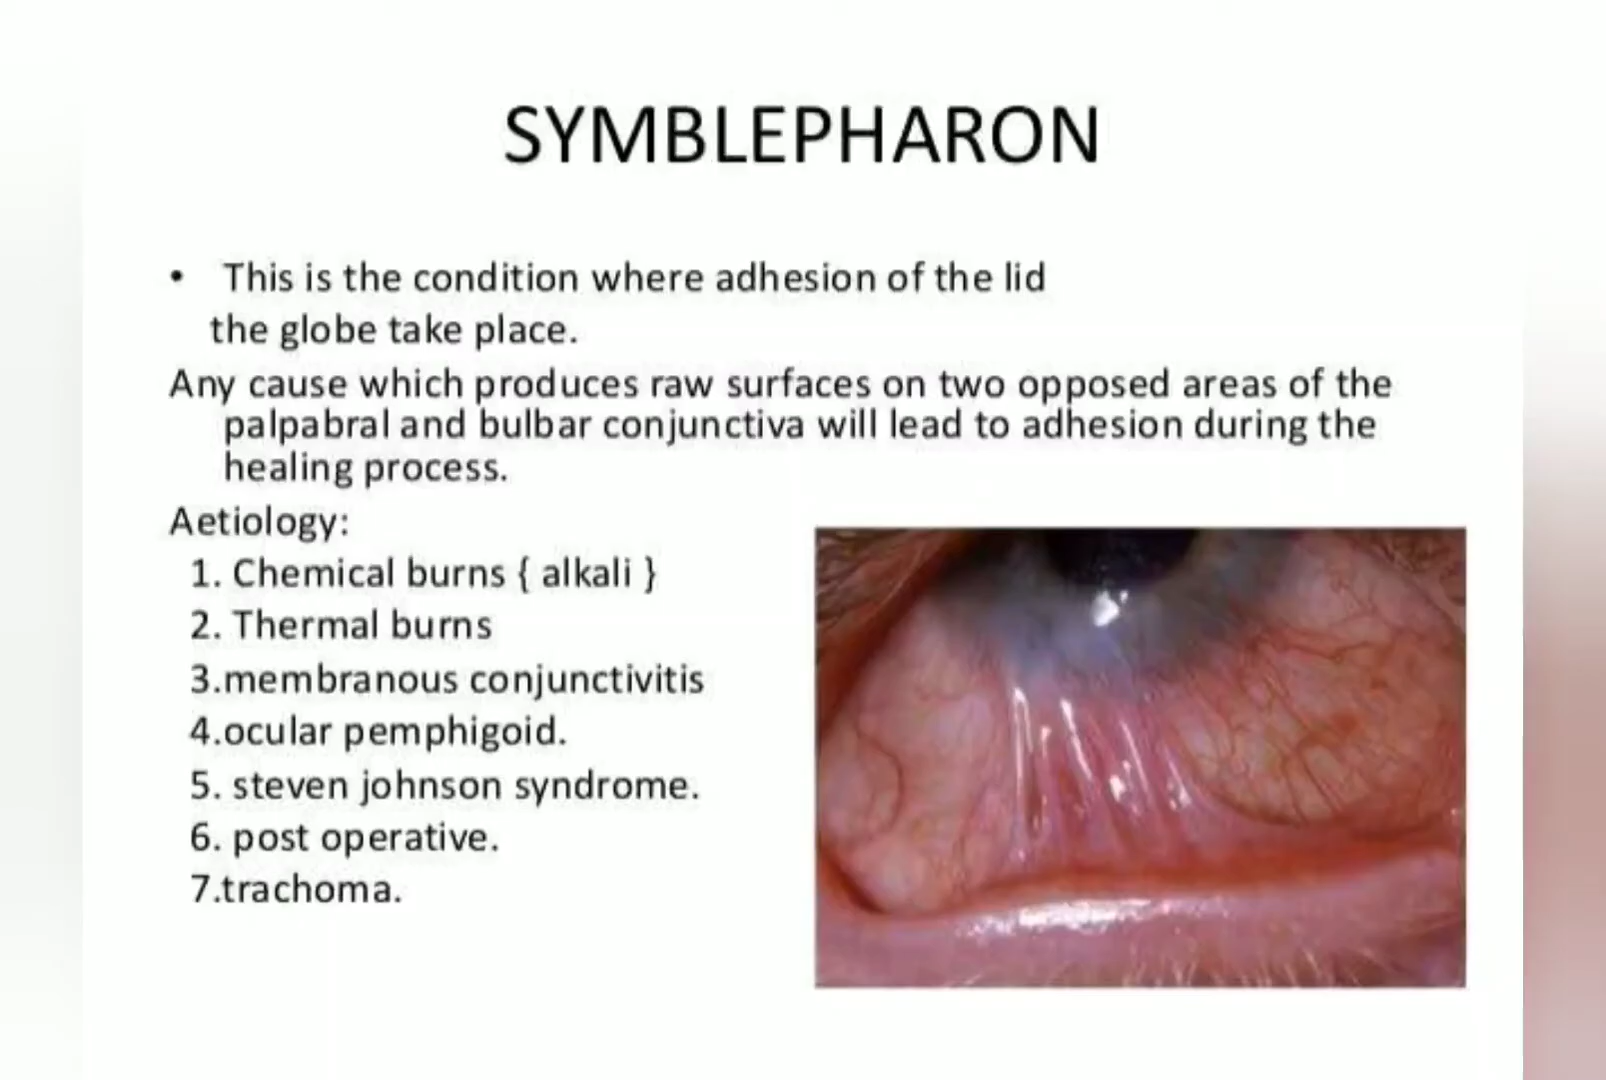 SYMBLEPHARON
• This is the condition where adhesion of the lid
the globe take place.
Any cause which produces raw surfaces on two opposed areas of the
palpabral and bulbar conjunctiva will lead to adhesion during the
healing process.
Aetiology:
1. Chemical burns { alkali }
2. Thermal burns
3.membranous conjunctivitis
4.ocular pemphigoid.
5. steven johnson syndrome.
6. post operative.
7.trachoma.